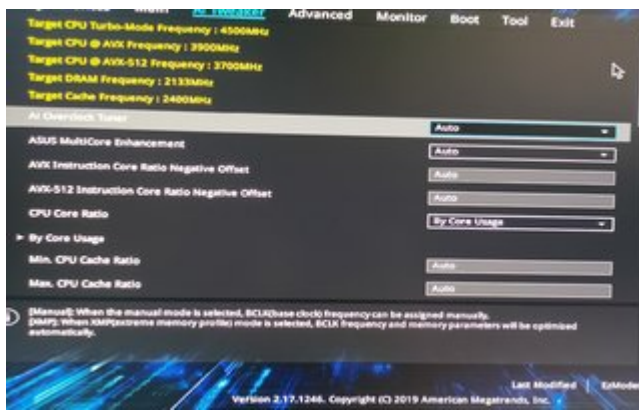 Main Ai Tweaker Advanced Monitor Boot Tool Exit
Target CPU Turbo-Mode Frequency : 4500MHz
Target CPU @ AVX Frequency : 3900MHz
Target CPU @ AVX-512 Frequency : 3700MHz
Target DRAM Frequency : 2133MHz
Target Cache Frequency : 2400MHz
Ai Overclock Tuner Auto
ASUS MultiCore Enhancement Auto
AVX Instruction Core Ratio Negative Offset Auto
AVX-512 Instruction Core Ratio Negative Offset Auto
CPU Core Ratio By Core Usage
By Core Usage
Min. CPU Cache Ratio Auto
Max. CPU Cache Ratio Auto
[Manual]: When the manual mode is selected, BCLK(base clock) frequency can be assigned manually.
[XMP]: When XMP(extreme memory profile) mode is selected, BCLK frequency and memory parameters will be optimized
automatically.
Last Modified EzMode
Version 2.17.1246. Copyright (C) 2019 American Megatrends, Inc.